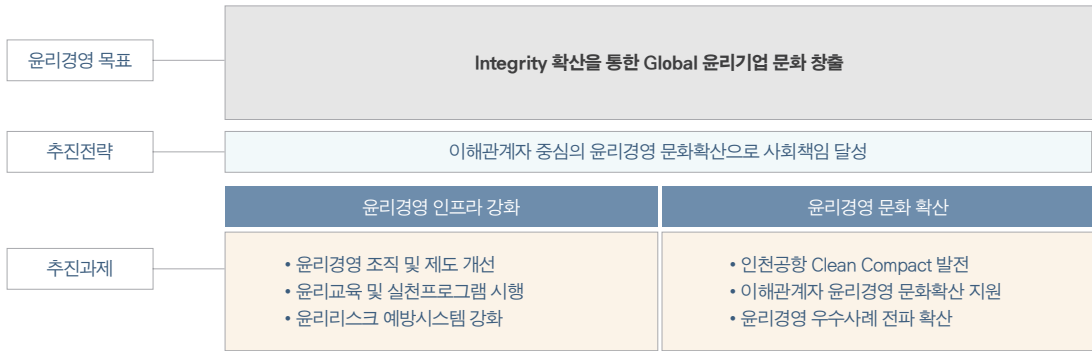 윤리경영 목표
Integrity 확산을 통한 Global 윤리기업 문화 창출
추진전략
이해관계자 중심의 윤리경영 문화확산으로 사회책임 달성
윤리경영 인프라 강화
윤리경영 문화 확산
추진과제
• 윤리경영 조직 및 제도 개선
• 윤리교육 및 실천프로그램 시행
• 윤리리스크 예방시스템 강화
• 인천공항 Clean Compact 발전
• 이해관계자 윤리경영 문화확산 지원
• 윤리경영 우수사례 전파 확산